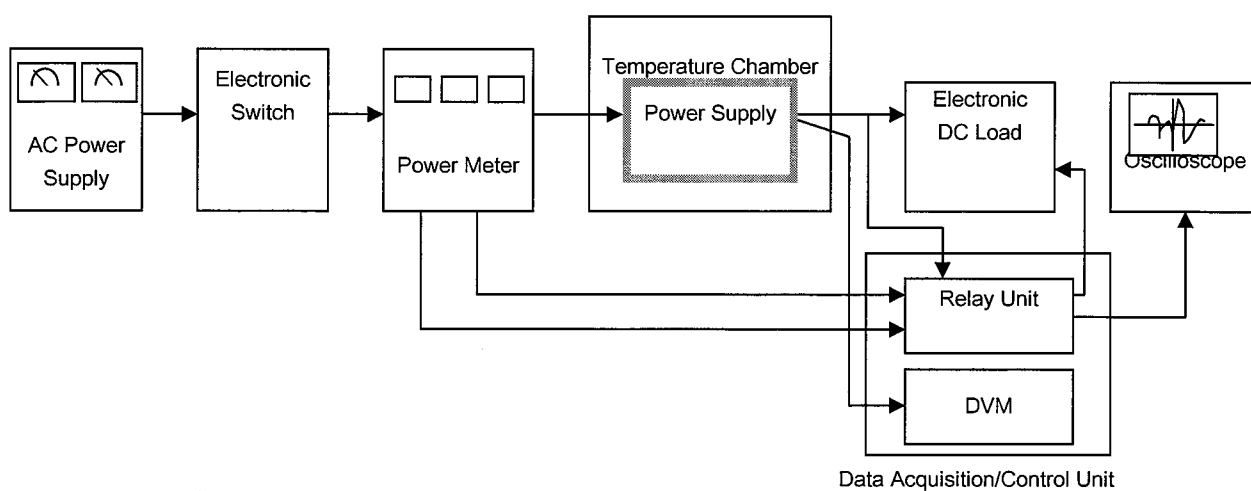 AC Power
Supply
Electronic
Switch
Power Meter
Temperature Chamber
Power Supply
Electronic
DC Load
Oscilloscope
Relay Unit
DVM
Data Acquisition/Control Unit